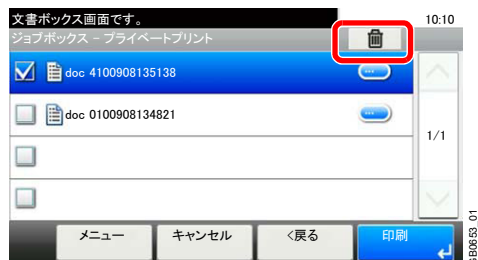 文書ボックス画面です。
10:10
ジョブボックス - プライベートプリント
doc 4100908135138
doc 0100908134821
1/1
メニュー
キャンセル
<戻る
印刷
GB0653_01